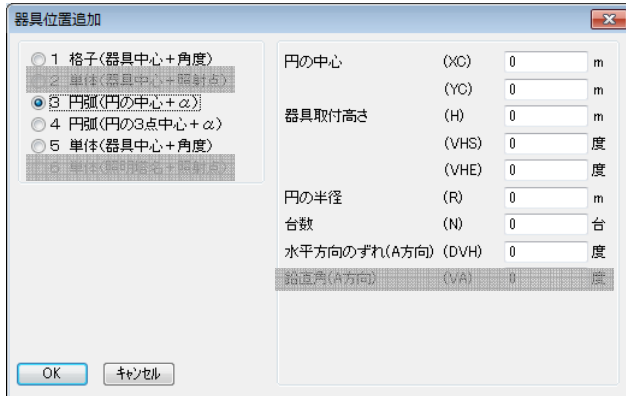 器具位置追加
1 格子(器具中心+角度)
2 単体(器具中心+照射点)
3 円弧(円の中心+α)
4 円弧(円の3点中心+α)
5 単体(器具中心+角度)
6 単体(照明塔名+照射点)
円の中心 (XC) 0 m
(YC) 0 m
器具取付高さ (H) 0 m
(VHS) 0 度
(VHE) 0 度
円の半径 (R) 0 m
台数 (N) 0 台
水平方向のずれ(A方向) (DVH) 0 度
鉛直角(A方向) (VA) 0 度
OK キャンセル